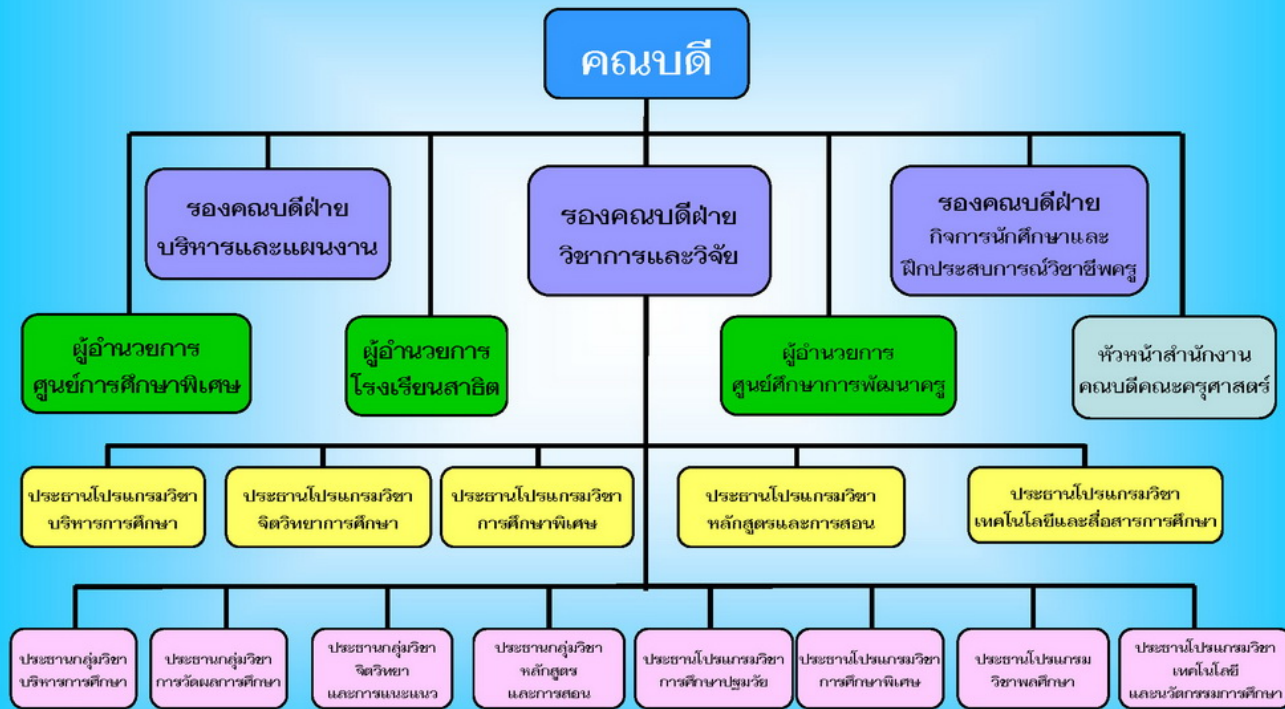 คณบดี
รองคณบดีฝ่าย
บริหารและแผนงาน
รองคณบดีฝ่าย
วิชาการและวิจัย
รองคณบดีฝ่าย
กิจการนักศึกษาและ
ฝึกประสบการณ์วิชาชีพครู
ผู้อำนวยการ
ศูนย์การศึกษาพิเศษ
ผู้อำนวยการ
โรงเรียนสาธิต
ผู้อำนวยการ
ศูนย์ศึกษาการพัฒนาครู
หัวหน้าสำนักงาน
คณบดีคณะครุศาสตร์
ประธานโปรแกรมวิชา
บริหารการศึกษา
ประธานโปรแกรมวิชา
จิตวิทยาการศึกษา
ประธานโปรแกรมวิชา
การศึกษาพิเศษ
ประธานโปรแกรมวิชา
หลักสูตรและการสอน
ประธานโปรแกรมวิชา
เทคโนโลยีและสื่อสารการศึกษา
ประธานกลุ่มวิชา
บริหารการศึกษา
ประธานกลุ่มวิชา
การวัดผลการศึกษา
ประธานกลุ่มวิชา
จิตวิทยา
และการแนะแนว
ประธานกลุ่มวิชา
หลักสูตร
และการสอน
ประธานโปรแกรมวิชา
การศึกษาปฐมวัย
ประธานโปรแกรมวิชา
การศึกษาพิเศษ
ประธานโปรแกรม
วิชาพลศึกษา
ประธานโปรแกรมวิชา
เทคโนโลยี
และนวัตกรรมการศึกษา